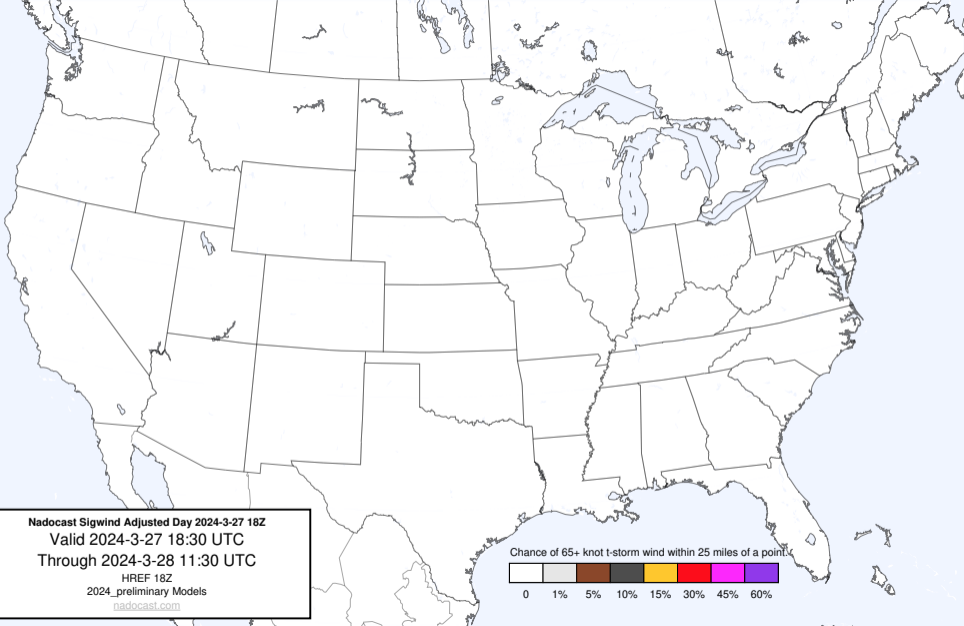 Nadocast Sigwind Adjusted Day 2024-3-27 18Z
Valid 2024-3-27 18:30 UTC
Through 2024-3-28 11:30 UTC
HREF 18Z
2024_preliminary Models
nadocast.com
Chance of 65+ knot t-storm wind within 25 miles of a point.
0 1% 5% 10% 15% 30% 45% 60%